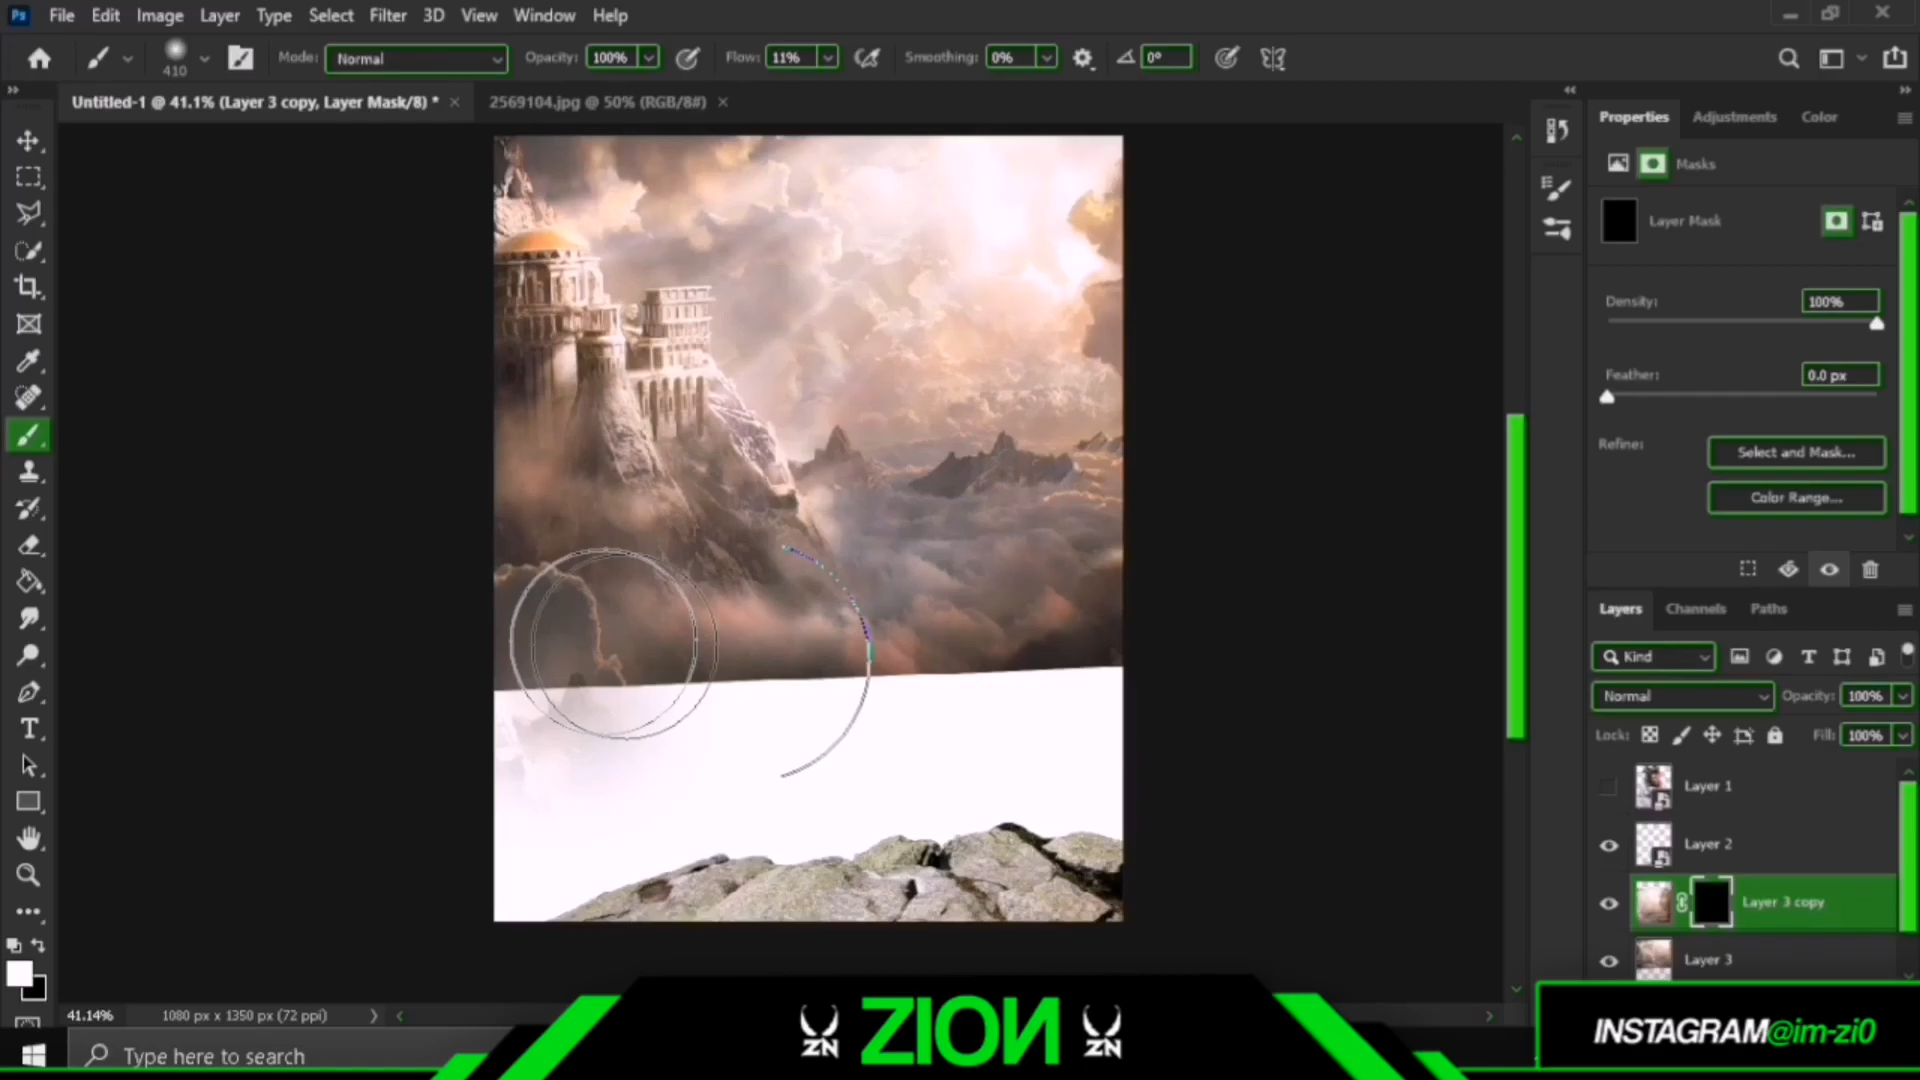 Ps File Edit Image Layer Type Select Filter 3D View Window Help
410 Mode: Normal Opacity: 100% Flow: 11% Smoothing: 0% 0°
Untitled-1 @ 41.1% (Layer 3 copy, Layer Mask/8) * 2569104.jpg @ 50% (RGB/8#)
Properties Adjustments Color
Masks
Layer Mask
Density: 100%
Feather: 0.0 px
Refine: Select and Mask...
Color Range...
Layers Channels Paths
Kind
Normal Opacity: 100%
Lock: Fill: 100%
Layer 1
Layer 2
Layer 3 copy
Layer 3
41.14% 1080 px x 1350 px (72 ppi)
Type here to search
ZN ZION ZN
INSTAGRAM@im-zi0